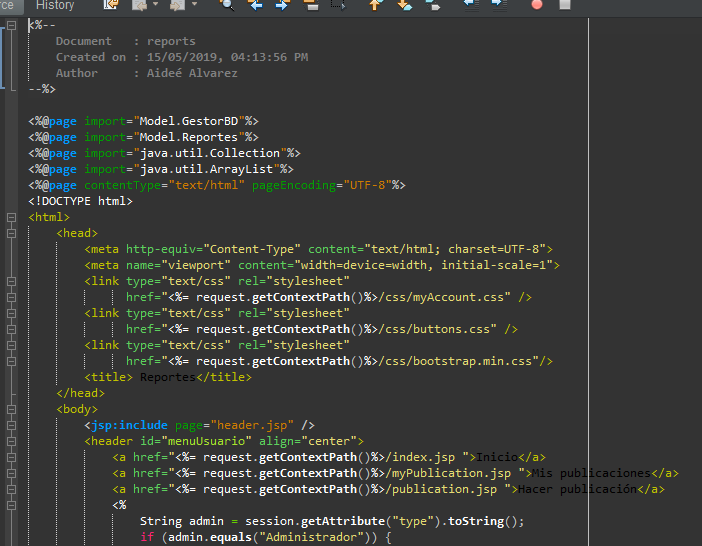 rce History
<%--
Document : reports
Created on : 15/05/2019, 04:13:56 PM
Author : Aideé Alvarez
--%>
<%@page import="Model.GestorBD"%>
<%@page import="Model.Reportes"%>
<%@page import="java.util.Collection"%>
<%@page import="java.util.ArrayList"%>
<%@page contentType="text/html" pageEncoding="UTF-8"%>
<!DOCTYPE html>
<html>
<head>
<meta http-equiv="Content-Type" content="text/html; charset=UTF-8">
<meta name="viewport" content="width=device=width, initial-scale=1">
<link type="text/css" rel="stylesheet"
href="<%= request.getContextPath()%>/css/myAccount.css" />
<link type="text/css" rel="stylesheet"
href="<%= request.getContextPath()%>/css/buttons.css" />
<link type="text/css" rel="stylesheet"
href="<%= request.getContextPath()%>/css/bootstrap.min.css"/>
<title> Reportes</title>
</head>
<body>
<jsp:include page="header.jsp" />
<header id="menuUsuario" align="center">
<a href="<%= request.getContextPath()%>/index.jsp ">Inicio</a>
<a href="<%= request.getContextPath()%>/myPublication.jsp ">Mis publicaciones</a>
<a href="<%= request.getContextPath()%>/publication.jsp ">Hacer publicación</a>
<%
String admin = session.getAttribute("type").toString();
if (admin.equals("Administrador")) {